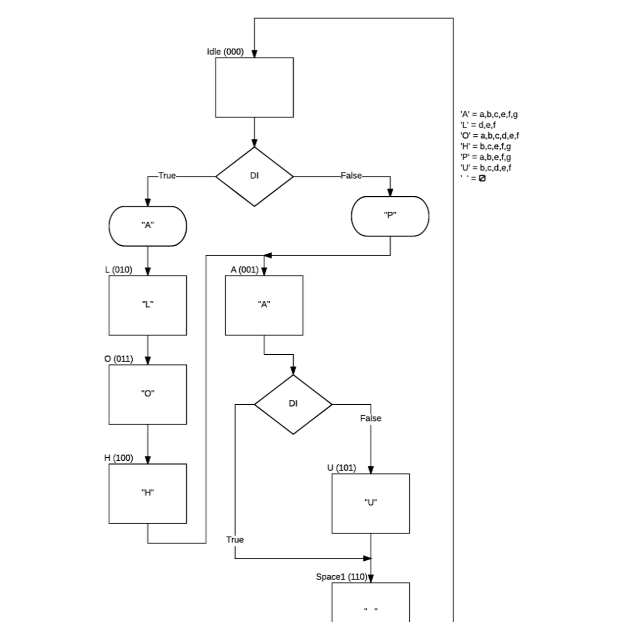 Idle (000)
'A' = a,b,c,e,f,g
'L' = d,e,f
'O' = a,b,c,d,e,f
'H' = b,c,e,f,g
'P' = a,b,e,f,g
'U' = b,c,d,e,f
' ' = ∅
True
DI
False
"A"
"P"
L (010)
A (001)
"L"
"A"
O (011)
"O"
DI
False
H (100)
U (101)
"H"
"U"
True
Space1 (110)
" "